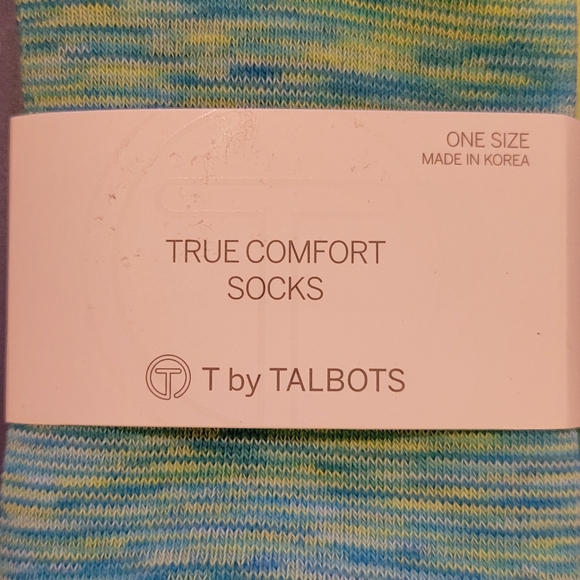 ONE SIZE
MADE IN KOREA
TRUE COMFORT
SOCKS
T T by TALBOTS